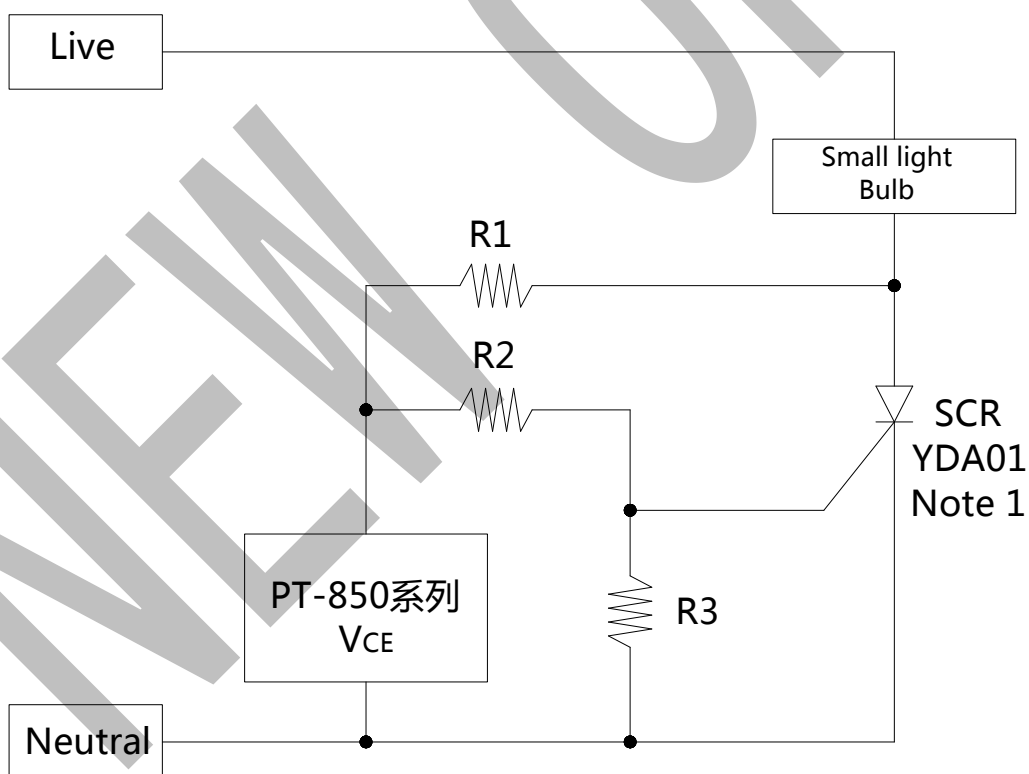 Live
Small light
Bulb
R1
R2
SCR
YDA01
Note 1
PT-850系列
VCE
R3
Neutral
NEW